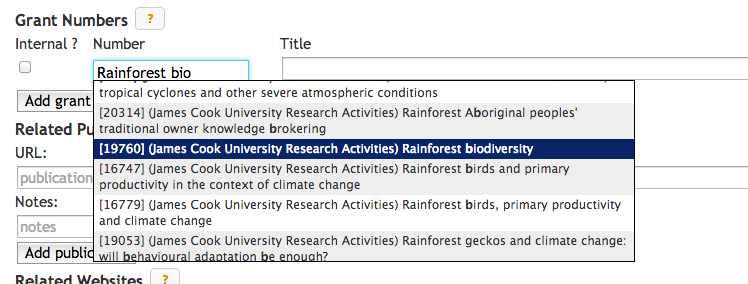 Grant Numbers ?
Internal ? Number Title
Rainforest bio
tropical cyclones and other severe atmospheric conditions
Add grant
[20314] (James Cook University Research Activities) Rainforest Aboriginal peoples'
traditional owner knowledge brokering
Related Pu
[19760] (James Cook University Research Activities) Rainforest biodiversity
URL:
[16747] (James Cook University Research Activities) Rainforest birds and primary
publication
productivity in the context of climate change
Notes:
[16779] (James Cook University Research Activities) Rainforest birds, primary productivity
notes
and climate change
[19053] (James Cook University Research Activities) Rainforest geckos and climate change:
Add public
will behavioural adaptation be enough?
Related Websites ?